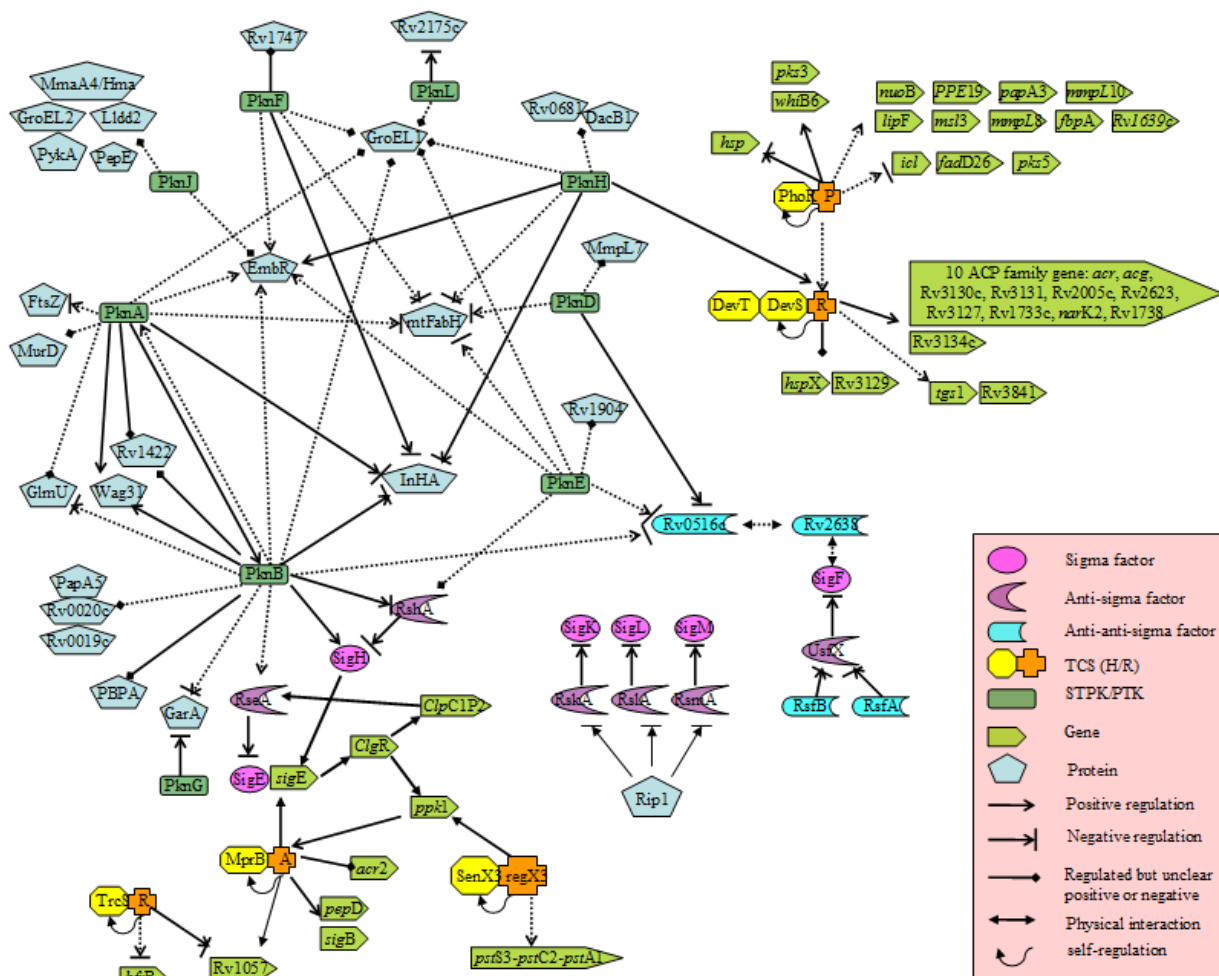 Rv1747
Rv2175c
MmaA4/Hma
GroEL2
Lldd2
PykA
PepE
PknJ
PknF
PknL
GroEL1
Rv0681
DacB1
PknH
pks3
whiB6
hsp
nuoB
PPE19
papA3
mmpL10
lipF
msl3
mmpL8
fbpA
Rv1639c
icl
fadD26
pks5
PhoR
P
EmbR
MmpL7
FtsZ
PknA
MurD
mtFabH
PknD
DevT
DevS
R
10 ACP family gene: acr, acg,
Rv3130c, Rv3131, Rv2005c, Rv2623,
Rv3127, Rv1733c, narK2, Rv1738
Rv3134c
hspX
Rv3129
tgs1
Rv3841
Rv1904
Rv1422
GlmU
Wag31
InHA
PknE
Rv0516c
Rv2638
SigF
PknB
PapA5
Rv0020c
Rv0019c
RshA
SigH
SigK
SigL
SigM
UsfX
PBPA
GarA
RseA
ClpC1P2
RskA
RslA
RsmA
RsfB
RsfA
ClgR
PknG
SigE
sigE
ppk1
Rip1
MprB
A
acr2
SenX3
regX3
TrcS
R
pepD
sigB
Rv1057
pstS3-pstC2-pstA1
Sigma factor
Anti-sigma factor
Anti-anti-sigma factor
TCS (H/R)
STPK/PTK
Gene
Protein
Positive regulation
Negative regulation
Regulated but unclear
positive or negative
Physical interaction
self-regulation